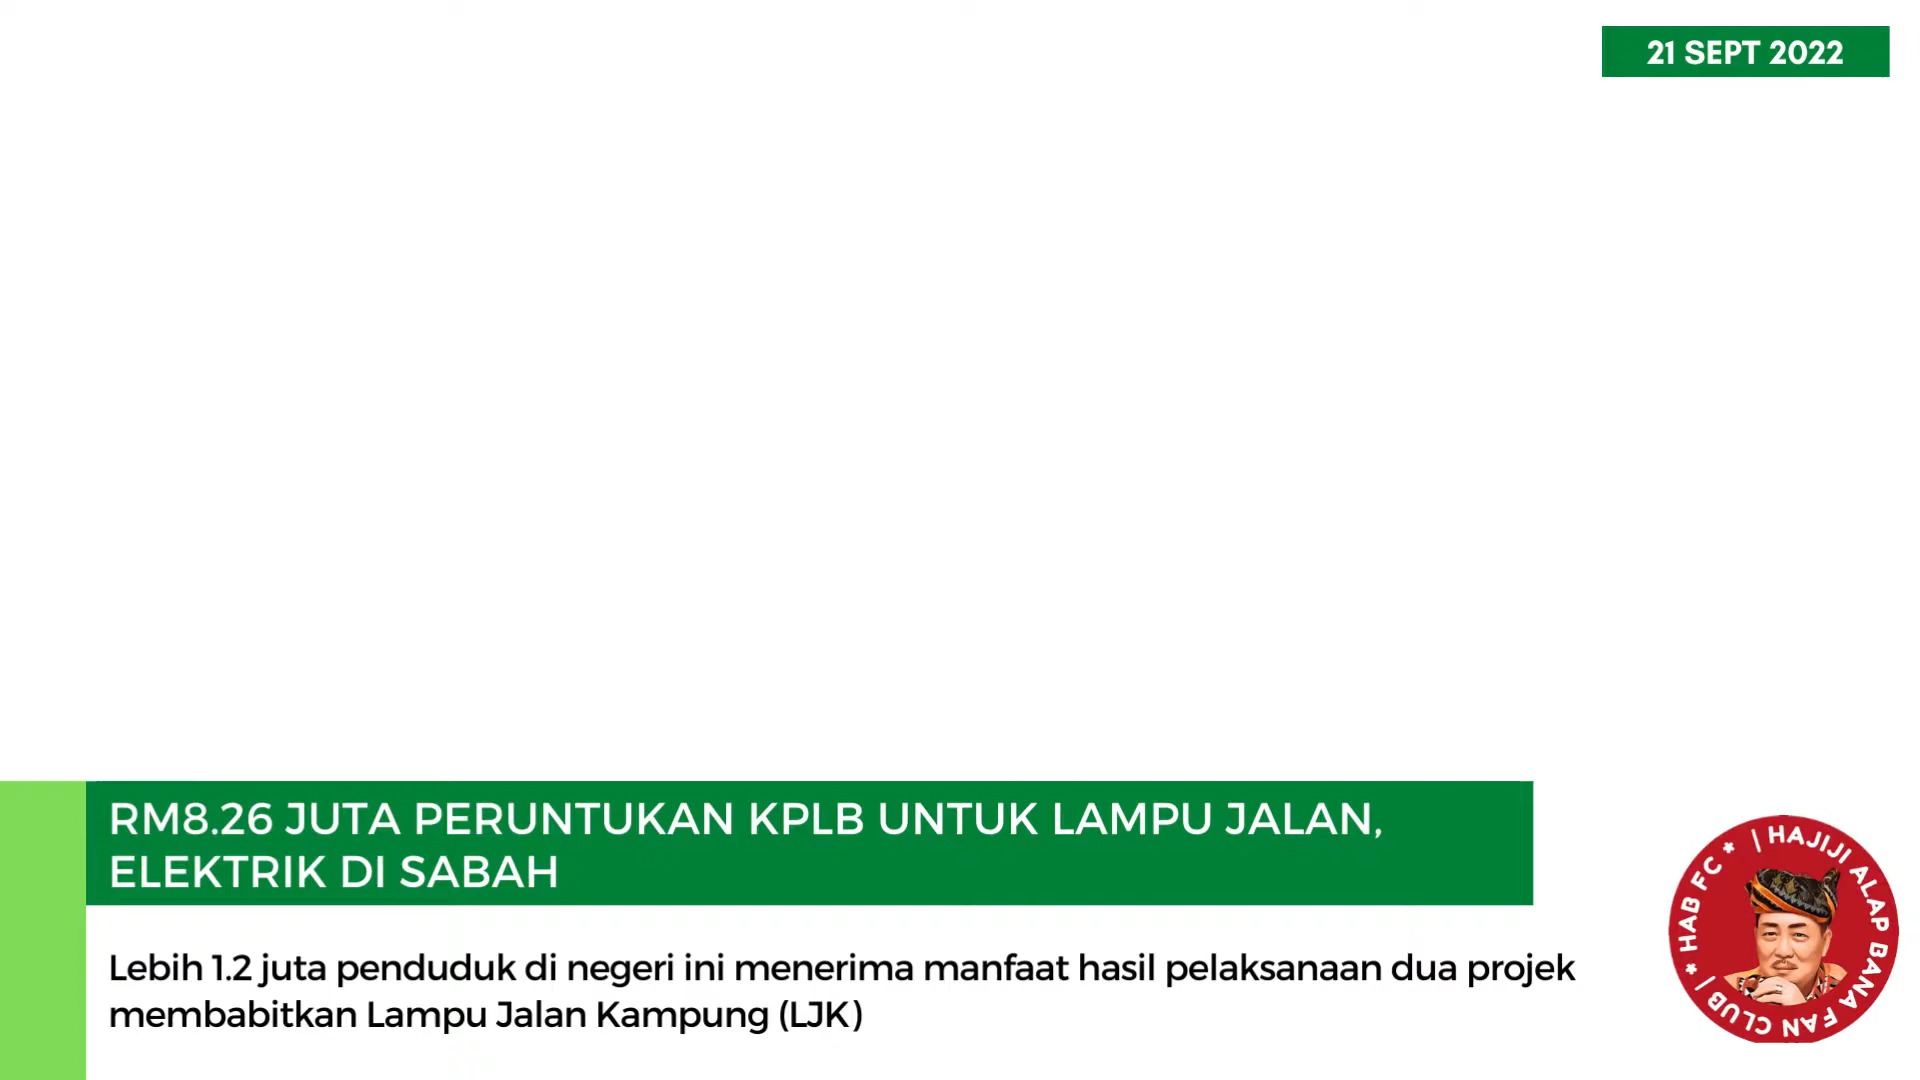 21 SEPT 2022
RM8.26 JUTA PERUNTUKAN KPLB UNTUK LAMPU JALAN,
ELEKTRIK DI SABAH
Lebih 1.2 juta penduduk di negeri ini menerima manfaat hasil pelaksanaan dua projek
membabitkan Lampu Jalan Kampung (LJK)
* HAB FC * | HAJIJI ALAP BANA FAN CLUB |